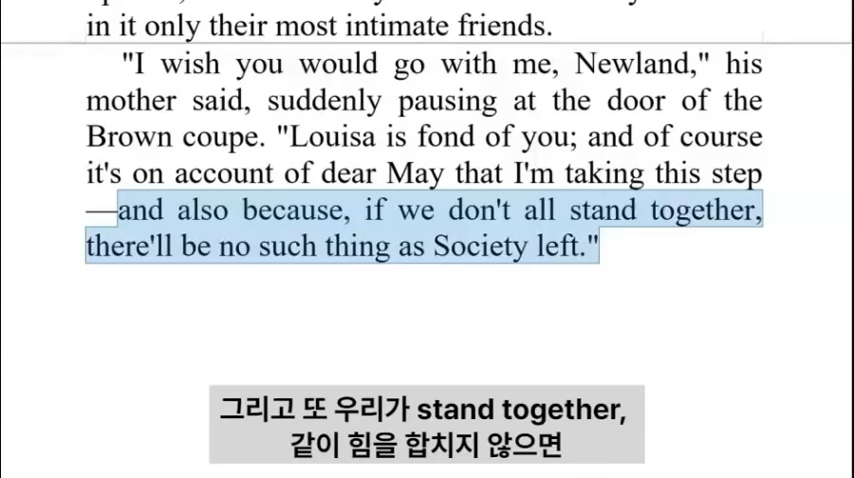 in it only their most intimate friends.
"I wish you would go with me, Newland," his
mother said, suddenly pausing at the door of the
Brown coupe. "Louisa is fond of you; and of course
it's on account of dear May that I'm taking this step
—and also because, if we don't all stand together,
there'll be no such thing as Society left."
그리고 또 우리가 stand together,
같이 힘을 합치지 않으면